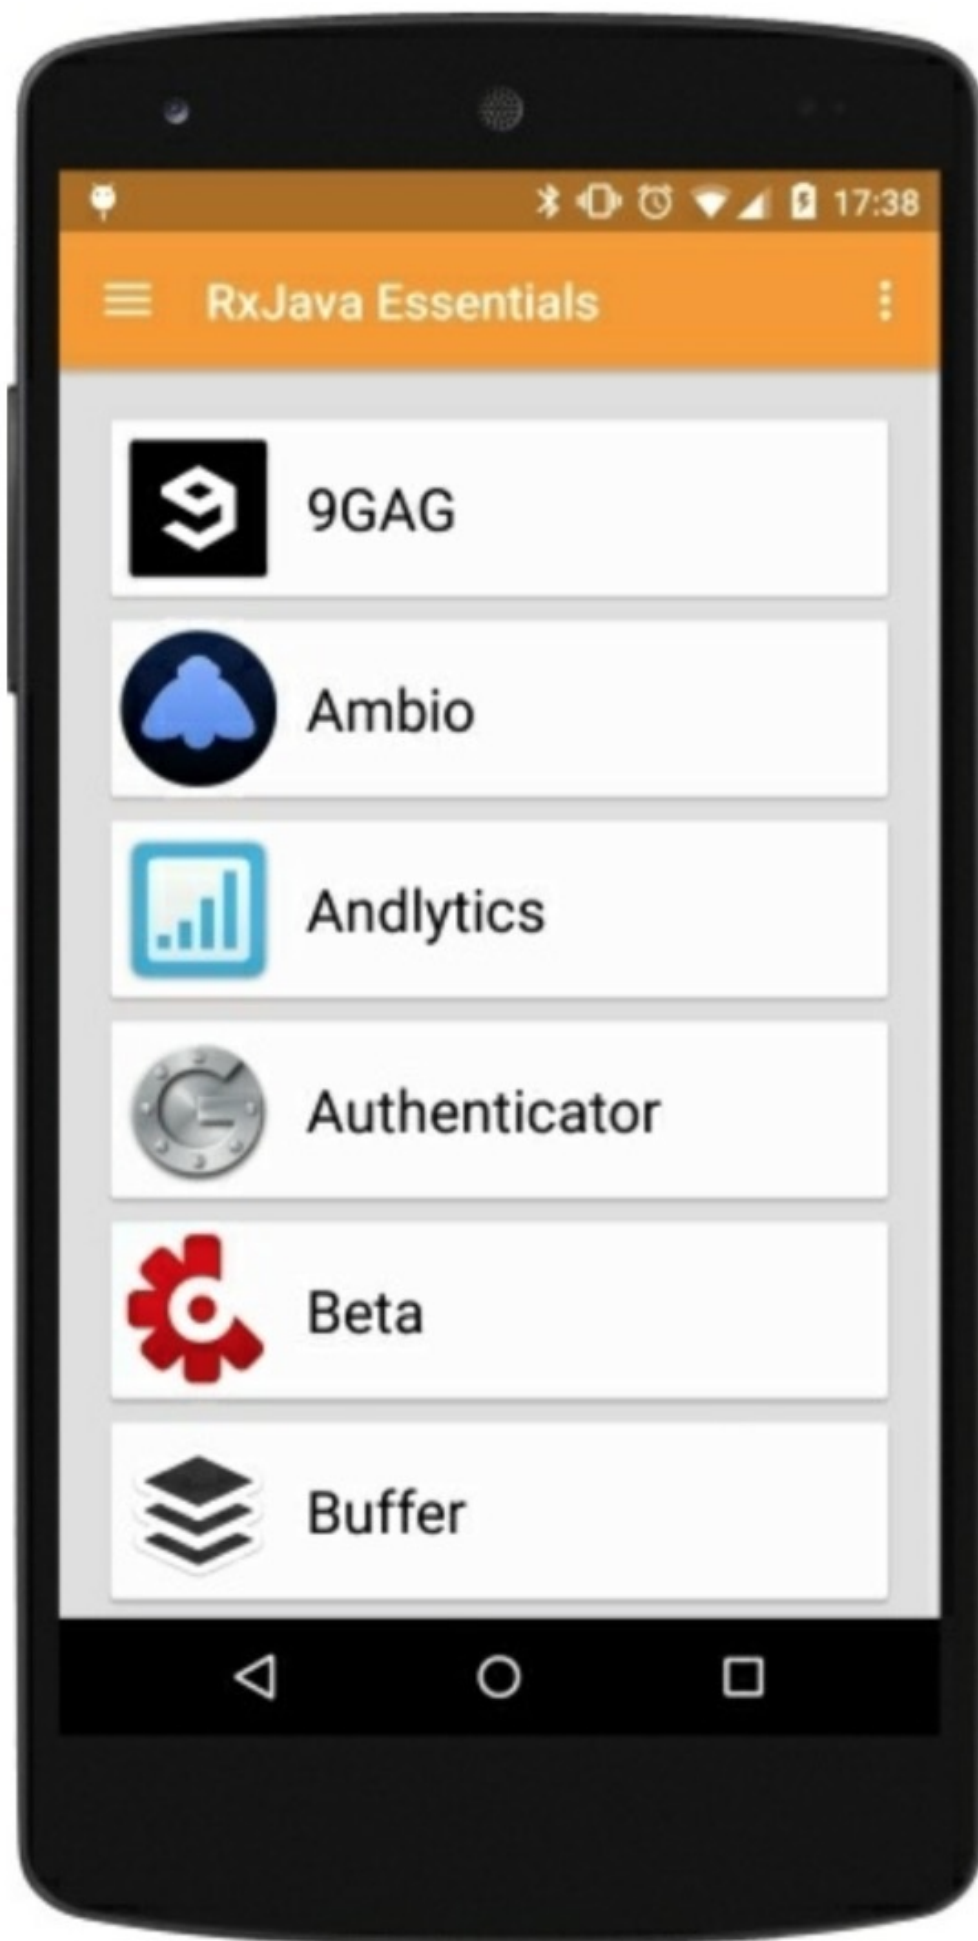 17:38
RxJava Essentials
9GAG
Ambio
Andlytics
Authenticator
Beta
Buffer